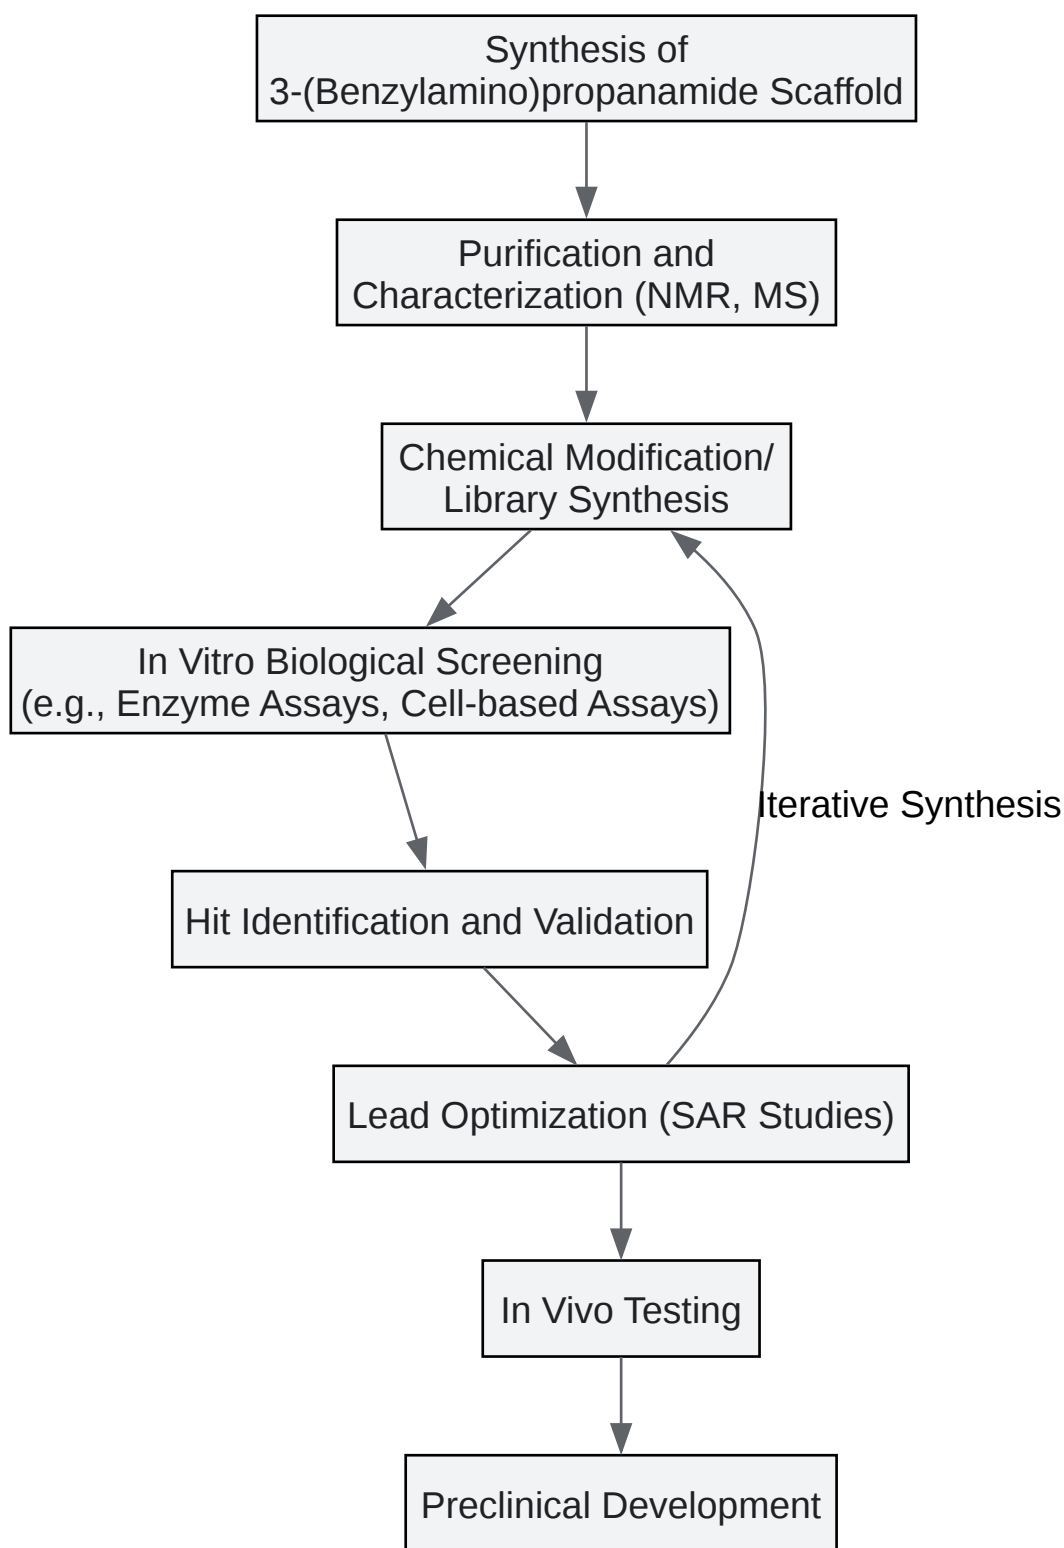 Synthesis of
3-(Benzylamino)propanamide Scaffold
Purification and
Characterization (NMR, MS)
Chemical Modification/
Library Synthesis
In Vitro Biological Screening
(e.g., Enzyme Assays, Cell-based Assays)
Iterative Synthesis
Hit Identification and Validation
Lead Optimization (SAR Studies)
In Vivo Testing
Preclinical Development